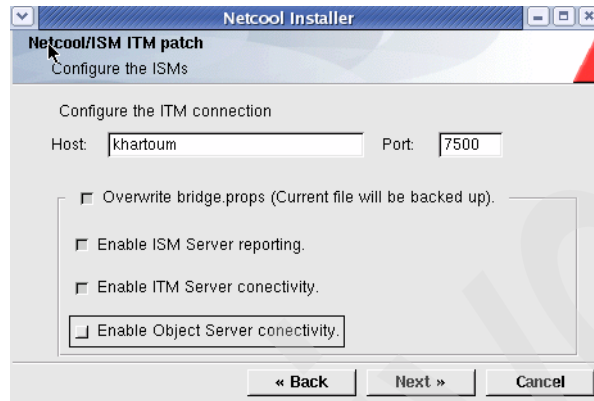 Netcool Installer
Netcool/ISM ITM patch
Configure the ISMs
Configure the ITM connection
Host: khartoum Port: 7500
Overwrite bridge.props (Current file will be backed up).
Enable ISM Server reporting.
Enable ITM Server conectivity.
Enable Object Server conectivity.
« Back Next » Cancel